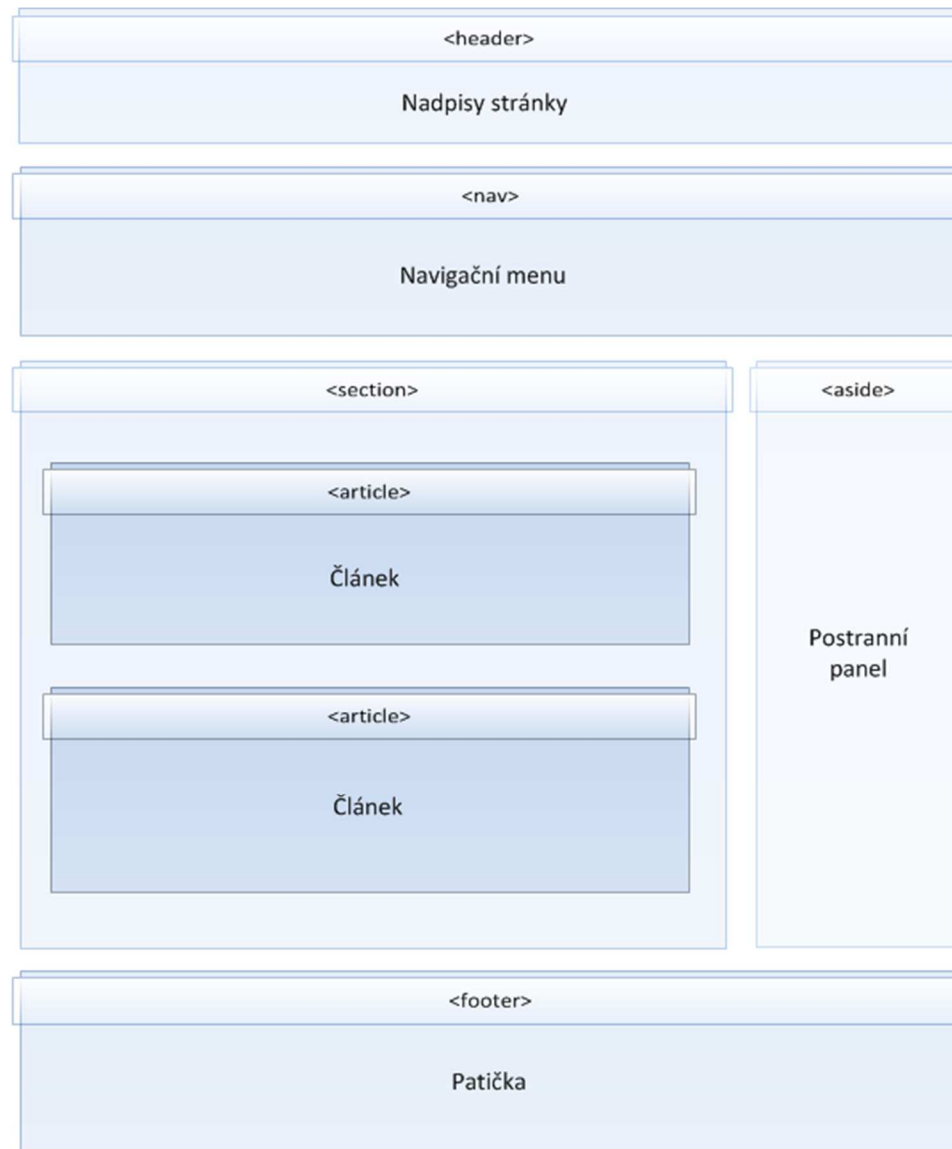 <header>
Nadpisy stránky
<nav>
Navigační menu
<section>
<aside>
<article>
Článek
Postranní
panel
<article>
Článek
<footer>
Patička